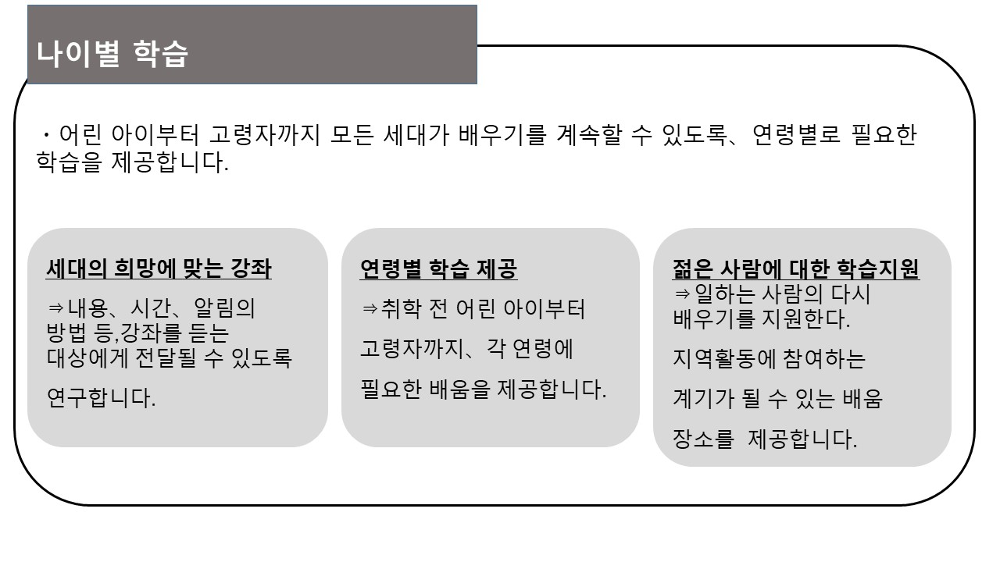 나이별 학습
・어린 아이부터 고령자까지 모든 세대가 배우기를 계속할 수 있도록、연령별로 필요한
학습을 제공합니다.
세대의 희망에 맞는 강좌
⇒내용、시간、알림의
방법 등,강좌를 듣는
대상에게 전달될 수 있도록
연구합니다.
연령별 학습 제공
⇒취학 전 어린 아이부터
고령자까지、각 연령에
필요한 배움을 제공합니다.
젊은 사람에 대한 학습지원
⇒일하는 사람의 다시
배우기를 지원한다.
지역활동에 참여하는
계기가 될 수 있는 배움
장소를  제공합니다.